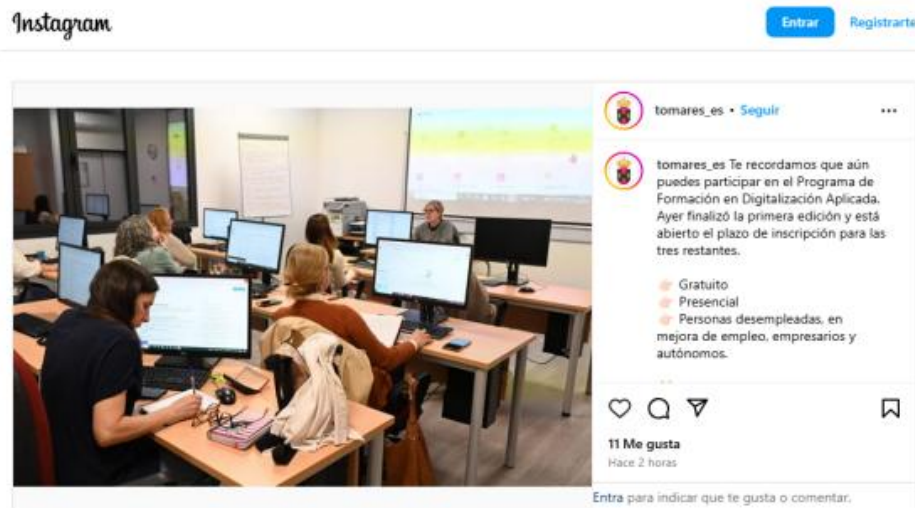 Instagram
Entrar
Registrarte
tomares_es • Seguir
tomares_es Te recordamos que aún
puedes participar en el Programa de
Formación en Digitalización Aplicada.
Ayer finalizó la primera edición y está
abierto el plazo de inscripción para las
tres restantes.
👉🏻 Gratuito
👉🏻 Presencial
👉🏻 Personas desempleadas, en
mejora de empleo, empresarios y
autónomos.
11 Me gusta
Hace 2 horas
Entra para indicar que te gusta o comentar.